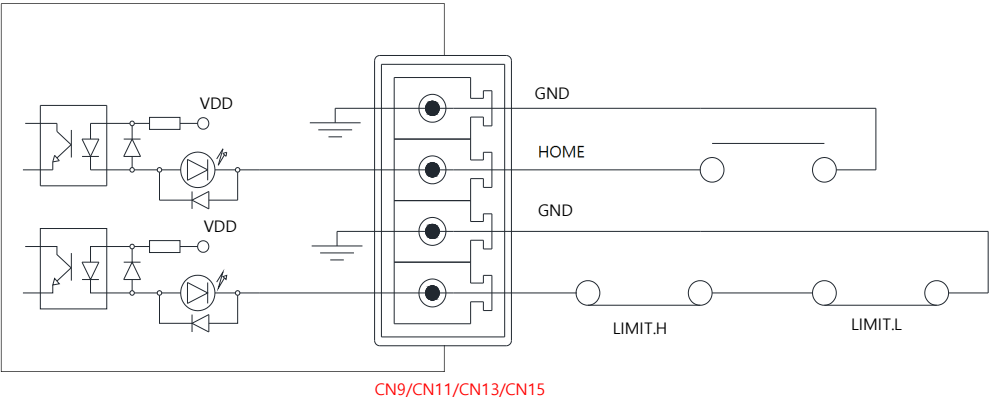 GND
VDD
HOME
GND
VDD
LIMIT.H
LIMIT.L
CN9/CN11/CN13/CN15